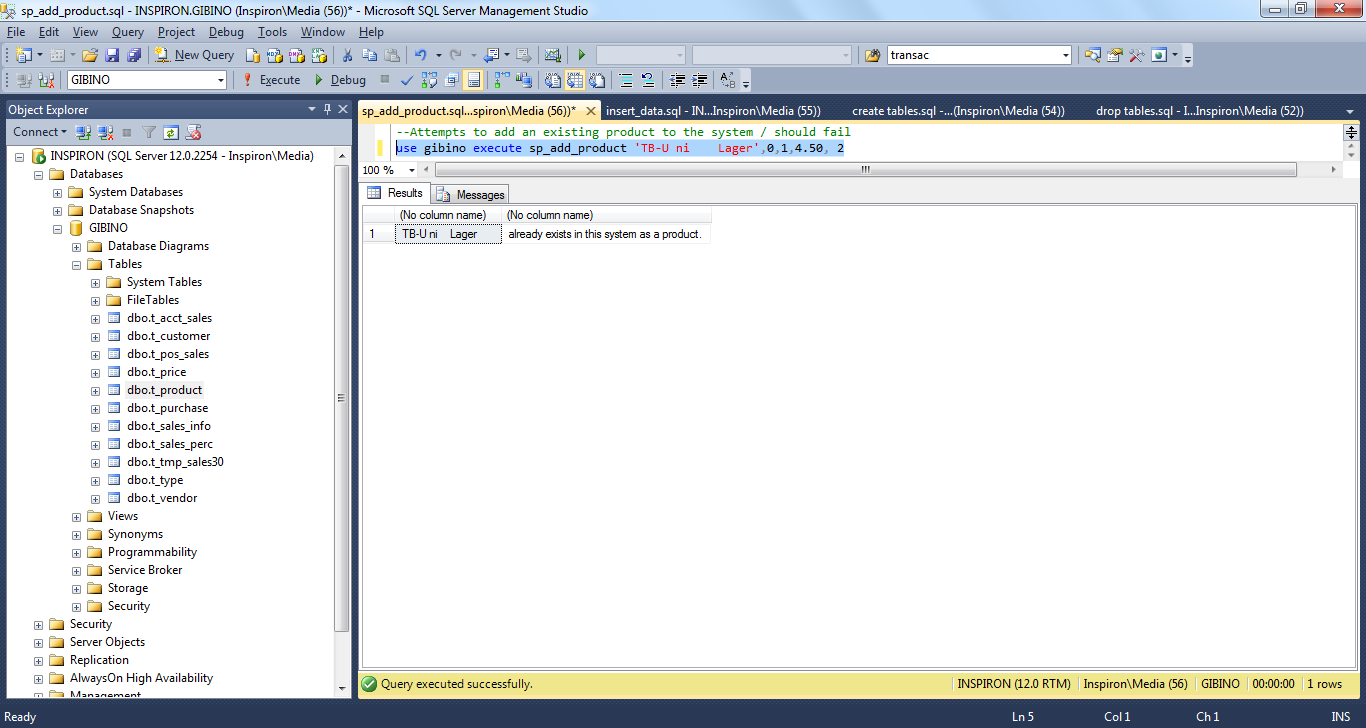 sp_add_product.sql - INSPIRON.GIBINO (Inspiron\Media (56))* - Microsoft SQL Server Management Studio
File Edit View Query Project Debug Tools Window Help
New Query transac
GIBINO Execute Debug
Object Explorer
Connect
INSPIRON (SQL Server 12.0.2254 - Inspiron\Media)
Databases
System Databases
Database Snapshots
GIBINO
Database Diagrams
Tables
System Tables
FileTables
dbo.t_acct_sales
dbo.t_customer
dbo.t_pos_sales
dbo.t_price
dbo.t_product
dbo.t_purchase
dbo.t_sales_info
dbo.t_sales_perc
dbo.t_tmp_sales30
dbo.t_type
dbo.t_vendor
Views
Synonyms
Programmability
Service Broker
Storage
Security
Security
Server Objects
Replication
AlwaysOn High Availability
Management
sp_add_product.sql...spiron\Media (56))* insert_data.sql - IN...Inspiron\Media (55)) create tables.sql -...(Inspiron\Media (54)) drop tables.sql - I...Inspiron\Media (52))
--Attempts to add an existing product to the system / should fail
use gibino execute sp_add_product 'TB-U ni    Lager',0,1,4.50, 2
100 %
Results Messages
(No column name) (No column name)
1 TB-U ni    Lager already exists in this system as a product.
Query executed successfully. INSPIRON (12.0 RTM) Inspiron\Media (56) GIBINO 00:00:00 1 rows
Ready Ln 5 Col 1 Ch 1 INS